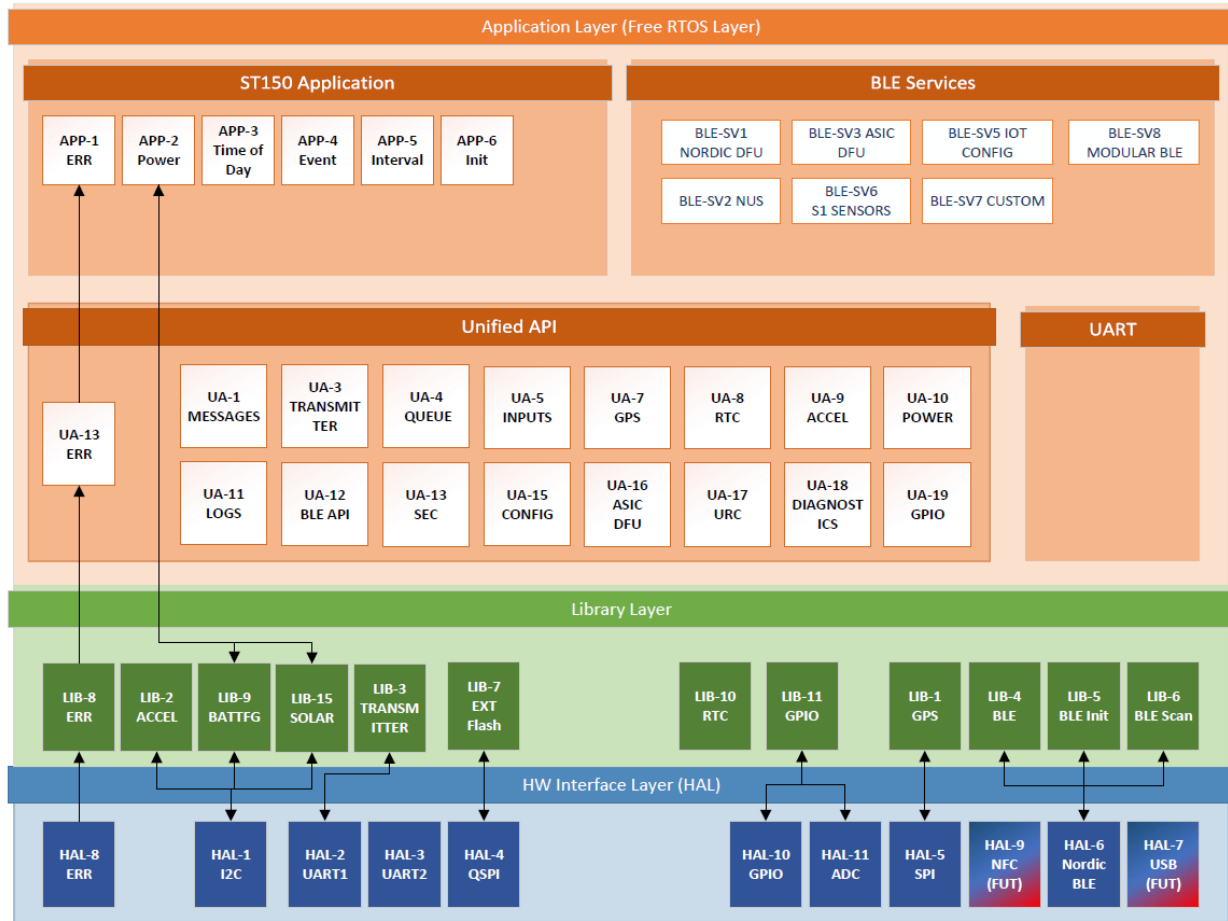 Application Layer (Free RTOS Layer)
ST150 Application
BLE Services
APP-1
ERR
APP-2
Power
APP-3
Time of
Day
APP-4
Event
APP-5
Interval
APP-6
Init
BLE-SV1
NORDIC DFU
BLE-SV3 ASIC
DFU
BLE-SV5 IOT
CONFIG
BLE-SV8
MODULAR BLE
BLE-SV2 NUS
BLE-SV6
S1 SENSORS
BLE-SV7 CUSTOM
Unified API
UART
UA-13
ERR
UA-1
MESSAGES
UA-3
TRANSMIT
TER
UA-4
QUEUE
UA-5
INPUTS
UA-7
GPS
UA-8
RTC
UA-9
ACCEL
UA-10
POWER
UA-11
LOGS
UA-12
BLE API
UA-13
SEC
UA-15
CONFIG
UA-16
ASIC
DFU
UA-17
URC
UA-18
DIAGNOST
ICS
UA-19
GPIO
Library Layer
LIB-8
ERR
LIB-2
ACCEL
LIB-9
BATTFG
LIB-15
SOLAR
LIB-3
TRANSM
ITTER
LIB-7
EXT
Flash
LIB-10
RTC
LIB-11
GPIO
LIB-1
GPS
LIB-4
BLE
LIB-5
BLE Init
LIB-6
BLE Scan
HW Interface Layer (HAL)
HAL-8
ERR
HAL-1
I2C
HAL-2
UART1
HAL-3
UART2
HAL-4
QSPI
HAL-10
GPIO
HAL-11
ADC
HAL-5
SPI
HAL-9
NFC
(FUT)
HAL-6
Nordic
BLE
HAL-7
USB
(FUT)